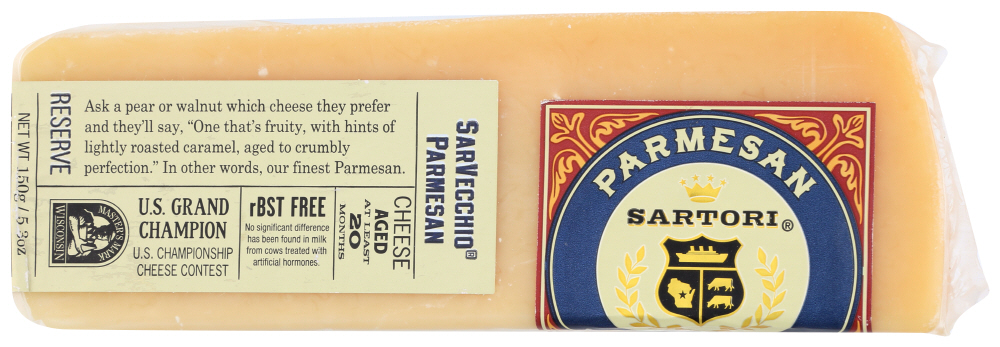 RESERVE
Ask a pear or walnut which cheese they prefer
and they'll say, “One that's fruity, with hints of
lightly roasted caramel, aged to crumbly
perfection.” In other words, our finest Parmesan.
NET WT 150g / 5.3oz
MASTER'S MARK
WISCONSIN
U.S. GRAND
CHAMPION
U.S. CHAMPIONSHIP
CHEESE CONTEST
rBST FREE
No significant difference
has been found in milk
from cows treated with
artificial hormones.
SARVECCHIO®
PARMESAN
CHEESE
AGED
AT LEAST
20
MONTHS
PARMESAN
SARTORI®